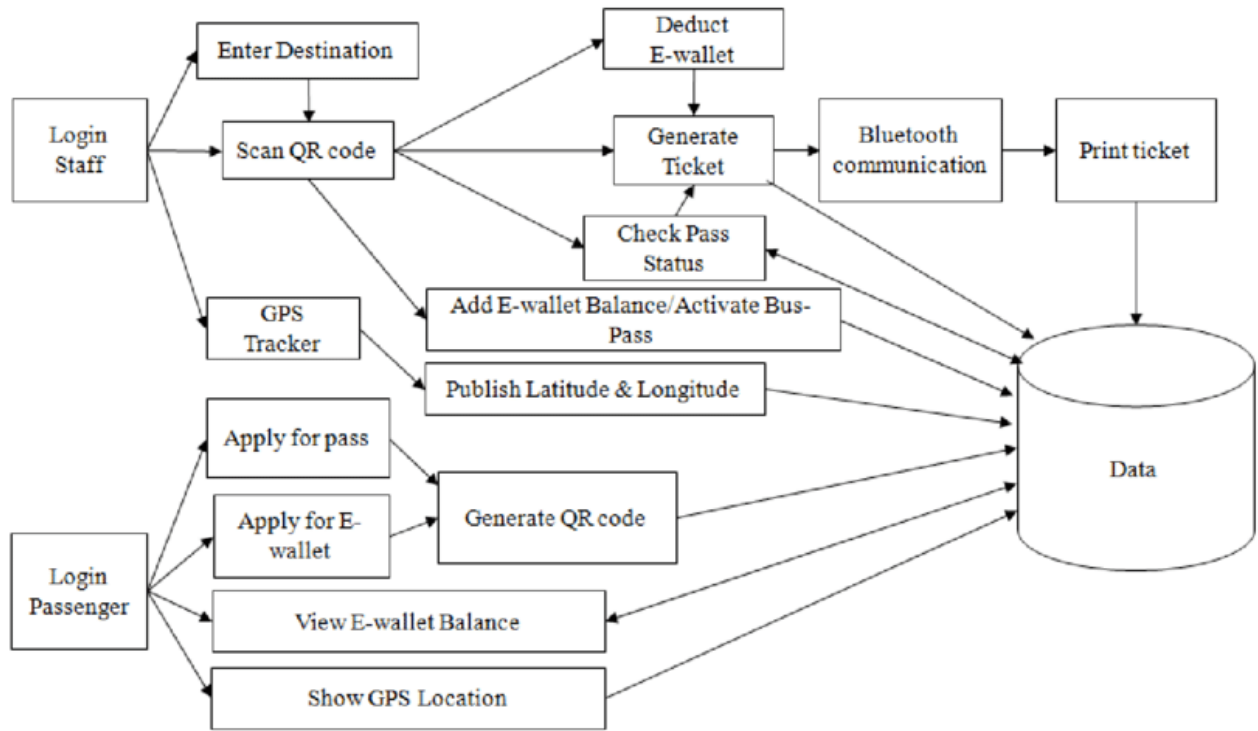 Deduct
E-wallet
Enter Destination
Login
Staff
Scan QR code
Generate
Ticket
Bluetooth
communication
Print ticket
Check Pass
Status
GPS
Tracker
Add E-wallet Balance/Activate Bus-
Pass
Publish Latitude & Longitude
Apply for pass
Data
Apply for E-
wallet
Generate QR code
Login
Passenger
View E-wallet Balance
Show GPS Location